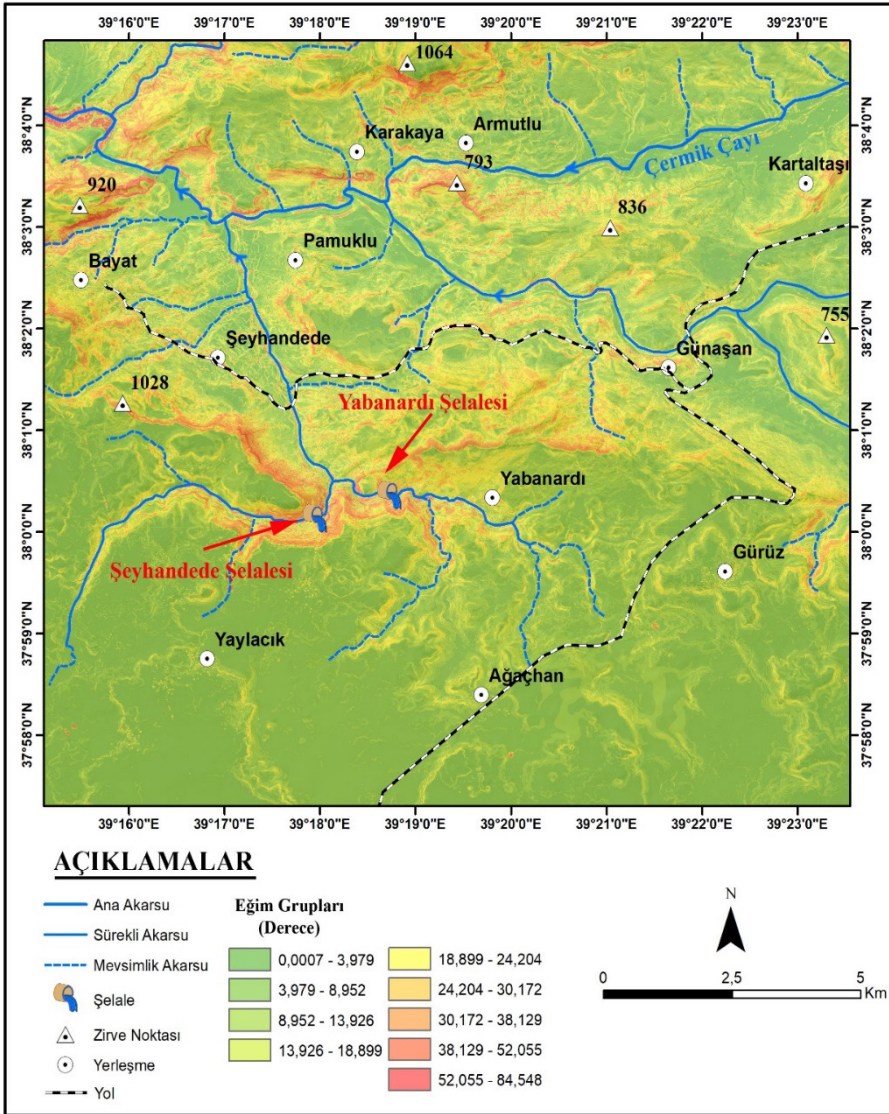 39°16'0"E 39°17'0"E 39°18'0"E 39°19'0"E 39°20'0"E 39°21'0"E 39°22'0"E 39°23'0"E
38°4'0"N
38°3'0"N
38°2'0"N
38°1'0"N
38°0'0"N
37°59'0"N
37°58'0"N
1064
Karakaya
Armutlu
Çermik Çayı
793
Kartaltaşı
920
836
Pamuklu
Bayat
755
Şeyhandede
Günaşan
1028
Yabanardı Şelalesi
Yabanardı
Şeyhandede Şelalesi
Gürüz
Yaylacık
Ağaçhan
38°4'0"N
38°3'0"N
38°2'0"N
38°1'0"N
38°0'0"N
37°59'0"N
37°58'0"N
39°16'0"E 39°17'0"E 39°18'0"E 39°19'0"E 39°20'0"E 39°21'0"E 39°22'0"E 39°23'0"E
AÇIKLAMALAR
Ana Akarsu
Sürekli Akarsu
Mevsimlik Akarsu
Şelale
Zirve Noktası
Yerleşme
Yol
Eğim Grupları
(Derece)
0,0007 - 3,979
3,979 - 8,952
8,952 - 13,926
13,926 - 18,899
18,899 - 24,204
24,204 - 30,172
30,172 - 38,129
38,129 - 52,055
52,055 - 84,548
N
0 2,5 5
Km